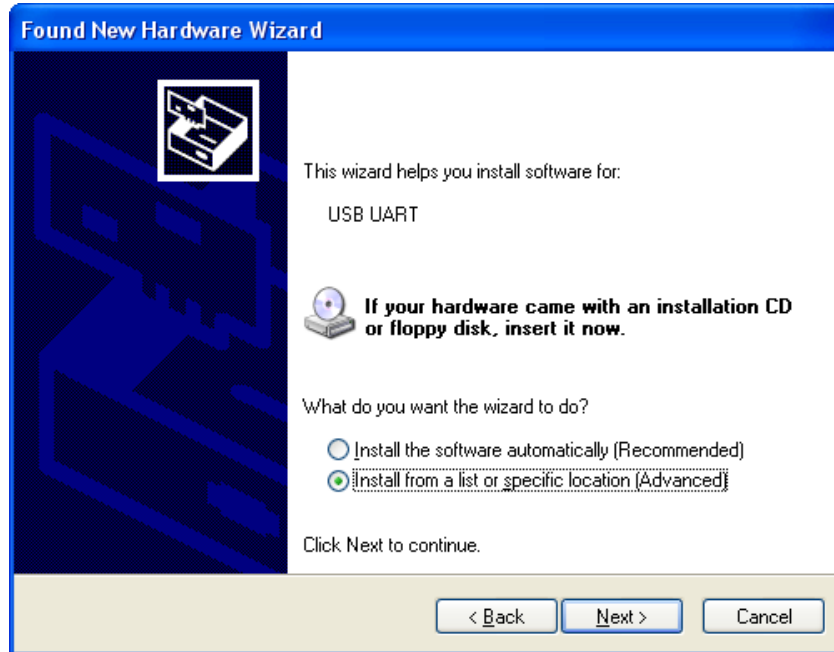 Found New Hardware Wizard
This wizard helps you install software for:
USB UART
If your hardware came with an installation CD
or floppy disk, insert it now.
What do you want the wizard to do?
Install the software automatically (Recommended)
Install from a list or specific location (Advanced)
Click Next to continue.
< Back Next > Cancel